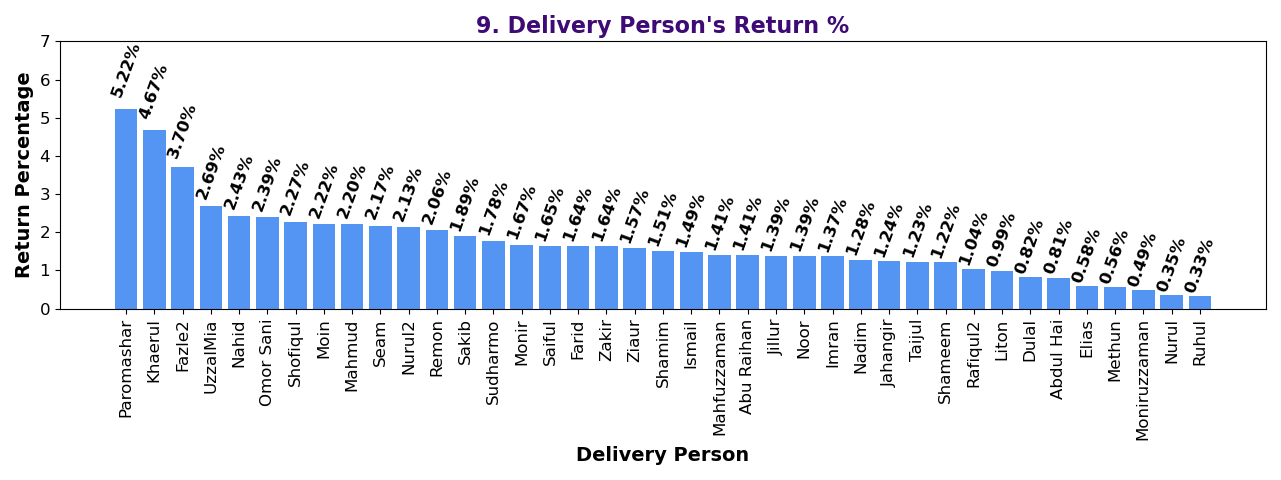 9. Delivery Person's Return %
Return Percentage
7
6
5
4
3
2
1
0
5.22%
4.67%
3.70%
2.69%
2.43%
2.39%
2.27%
2.22%
2.20%
2.17%
2.13%
2.06%
1.89%
1.78%
1.67%
1.65%
1.64%
1.64%
1.57%
1.51%
1.49%
1.41%
1.41%
1.39%
1.39%
1.37%
1.28%
1.24%
1.23%
1.22%
1.04%
0.99%
0.82%
0.81%
0.58%
0.56%
0.49%
0.35%
0.33%
Paromashar
Khaerul
Fazle2
UzzalMia
Nahid
Omor Sani
Shofiqul
Moin
Mahmud
Seam
Nurul2
Remon
Sakib
Sudharmo
Monir
Saiful
Farid
Zakir
Ziaur
Shamim
Ismail
Mahfuzzaman
Abu Raihan
Jillur
Noor
Imran
Nadim
Jahangir
Taijul
Shameem
Rafiqul2
Liton
Dulal
Abdul Hai
Elias
Methun
Moniruzzaman
Nurul
Ruhul
Delivery Person